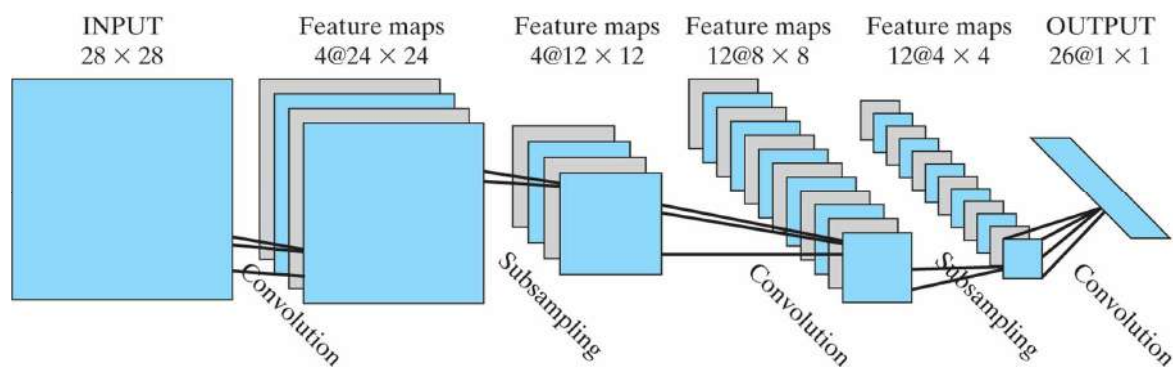 INPUT
28 × 28
Feature maps
4@24 × 24
Feature maps
4@12 × 12
Feature maps
12@8 × 8
Feature maps
12@4 × 4
OUTPUT
26@1 × 1
Convolution
Subsampling
Convolution
Subsampling
Convolution